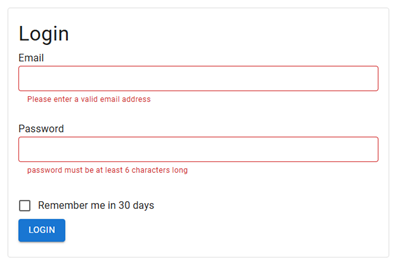 Login
Email
Please enter a valid email address
Password
password must be at least 6 characters long
Remember me in 30 days
LOGIN